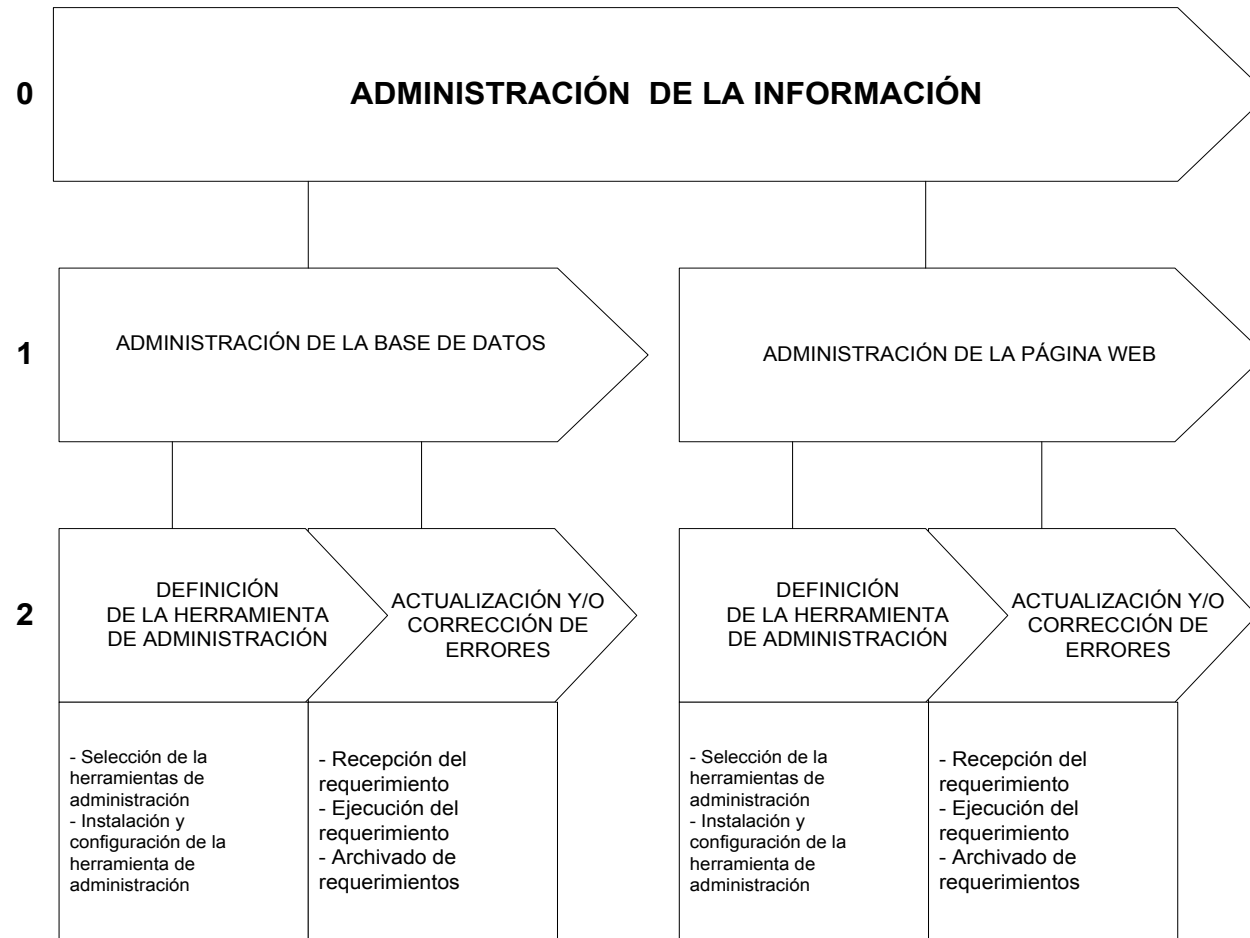 0
ADMINISTRACIÓN DE LA INFORMACIÓN
1
ADMINISTRACIÓN DE LA BASE DE DATOS
ADMINISTRACIÓN DE LA PÁGINA WEB
2
DEFINICIÓN
DE LA HERRAMIENTA
DE ADMINISTRACIÓN
ACTUALIZACIÓN Y/O
CORRECCIÓN DE
ERRORES
DEFINICIÓN
DE LA HERRAMIENTA
DE ADMINISTRACIÓN
ACTUALIZACIÓN Y/O
CORRECCIÓN DE
ERRORES
- Selección de la
herramientas de
administración
- Instalación y
configuración de la
herramienta de
administración
- Recepción del
requerimiento
- Ejecución del
requerimiento
- Archivado de
requerimientos
- Selección de la
herramientas de
administración
- Instalación y
configuración de la
herramienta de
administración
- Recepción del
requerimiento
- Ejecución del
requerimiento
- Archivado de
requerimientos